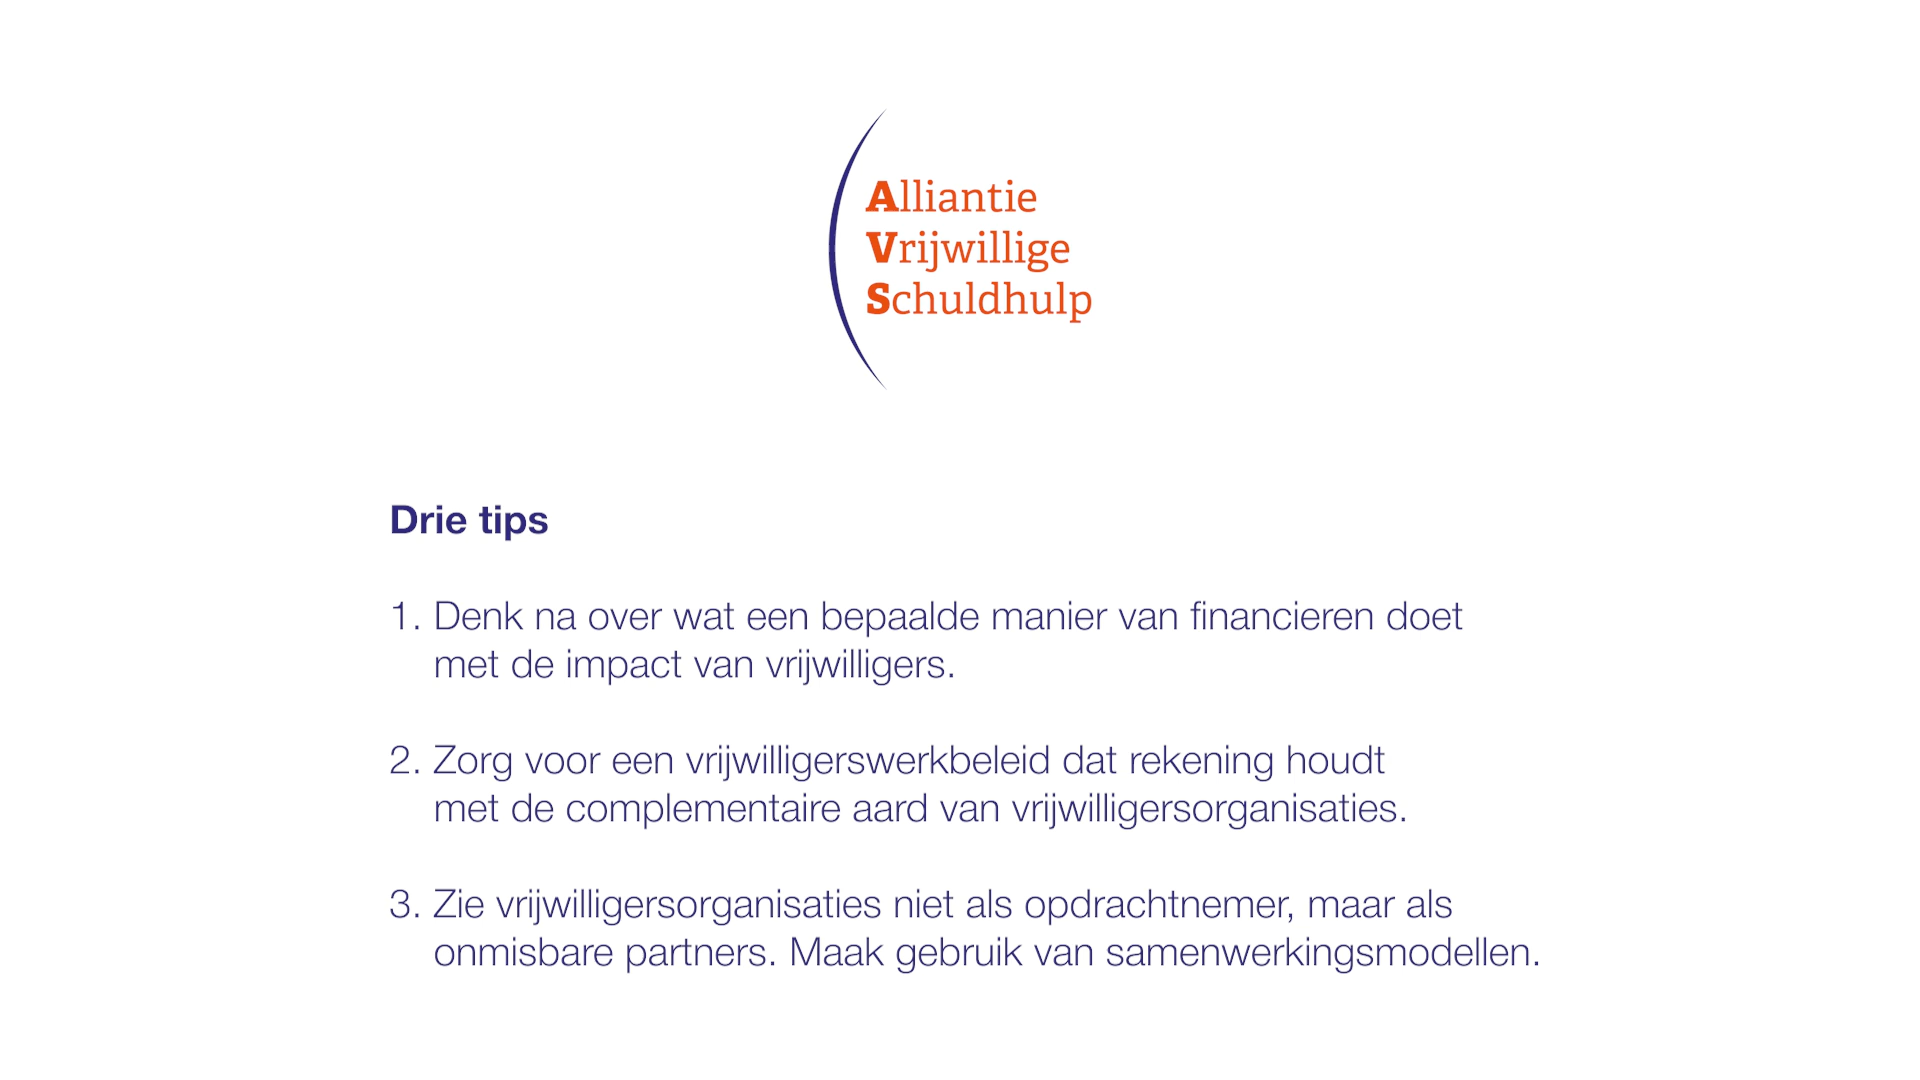 Alliantie
Vrijwillige
Schuldhulp
Drie tips
1. Denk na over wat een bepaalde manier van financieren doet
met de impact van vrijwilligers.
2. Zorg voor een vrijwilligerswerkbeleid dat rekening houdt
met de complementaire aard van vrijwilligersorganisaties.
3. Zie vrijwilligersorganisaties niet als opdrachtnemer, maar als
onmisbare partners. Maak gebruik van samenwerkingsmodellen.